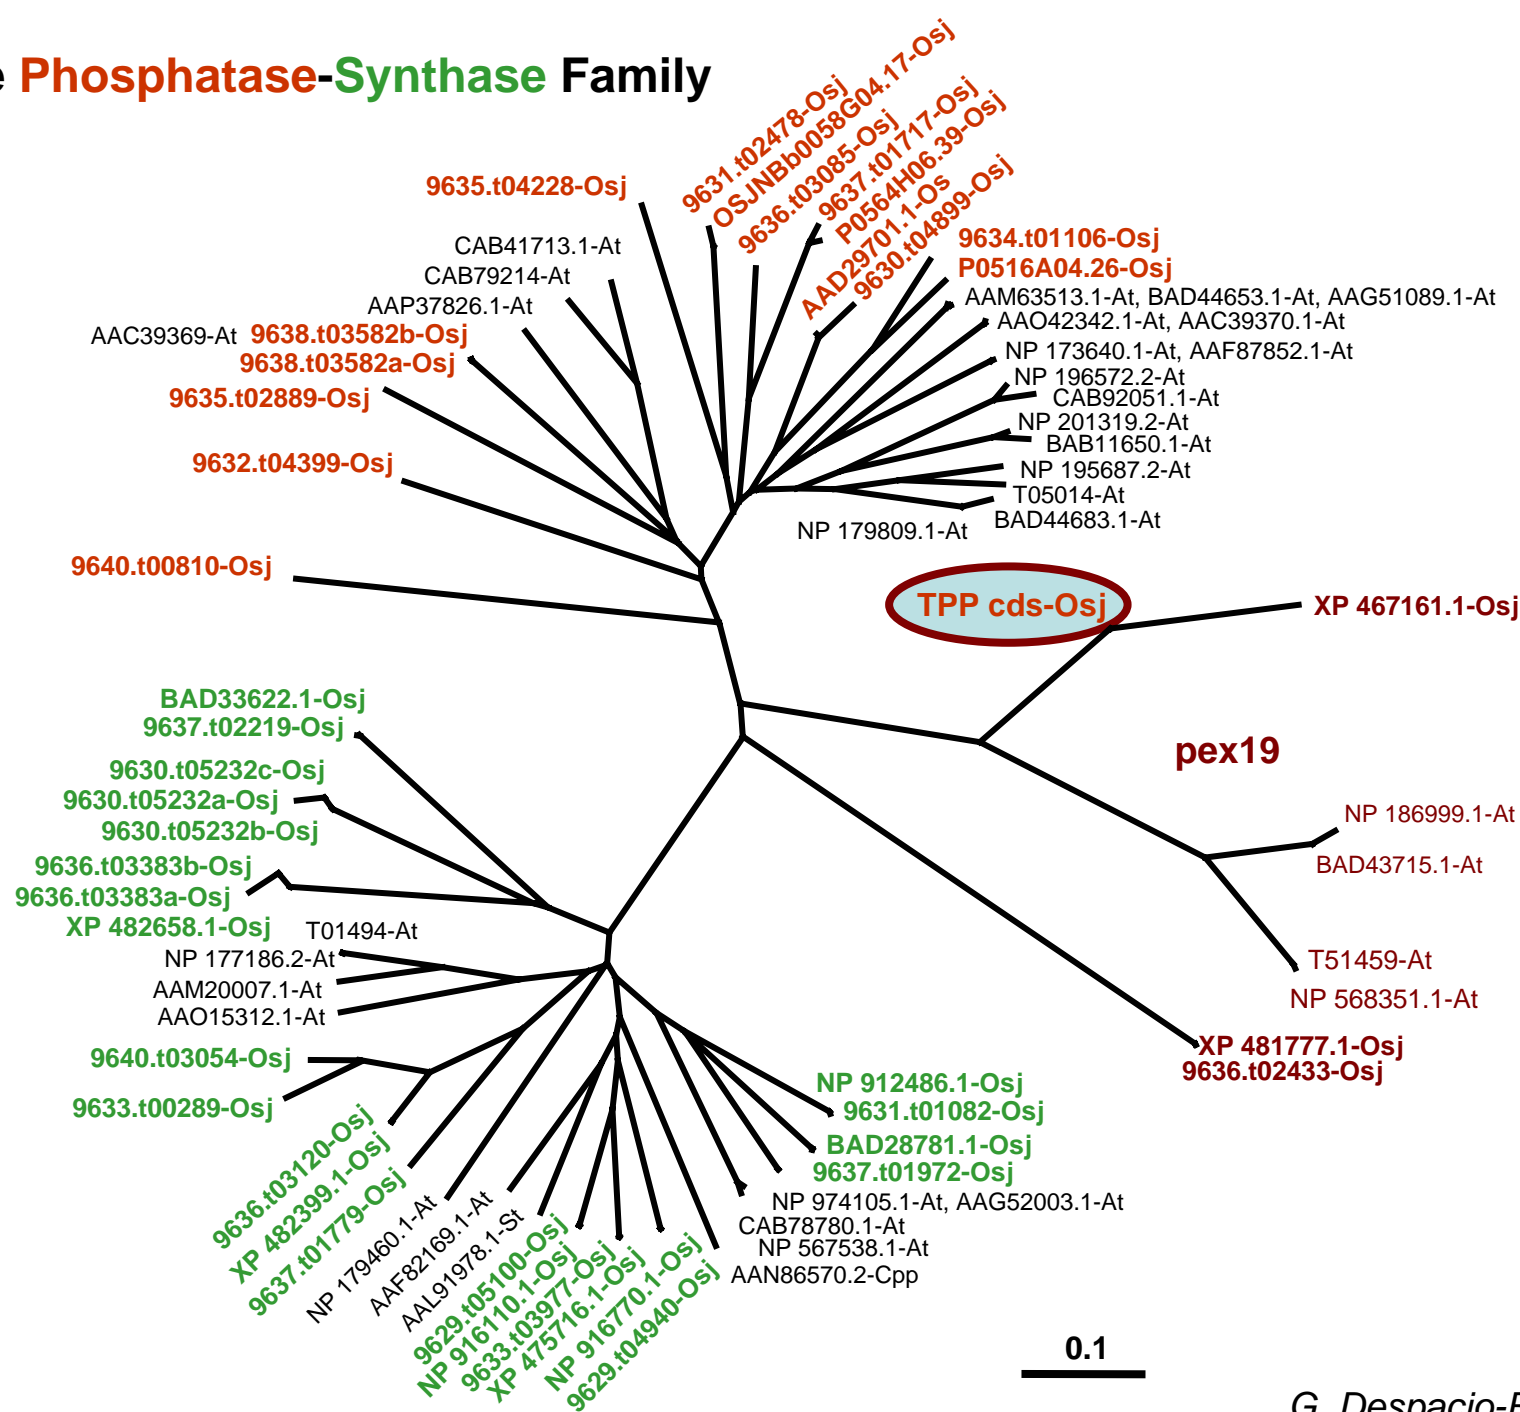 e Phosphatase-Synthase Family
9631.t02478-Osj
OSJNBb0058G04.17-Osj
9636.t03085-Osj
9637.t01717-Osj
P0564H06.39-Osj
AAD29701.1-Os
9630.t04899-Osj
9635.t04228-Osj
CAB41713.1-At
CAB79214-At
AAP37826.1-At
AAC39369-At 9638.t03582b-Osj
9638.t03582a-Osj
9635.t02889-Osj
9632.t04399-Osj
9640.t00810-Osj
9634.t01106-Osj
P0516A04.26-Osj
AAM63513.1-At, BAD44653.1-At, AAG51089.1-At
AAO42342.1-At, AAC39370.1-At
NP 173640.1-At, AAF87852.1-At
NP 196572.2-At
CAB92051.1-At
NP 201319.2-At
BAB11650.1-At
NP 195687.2-At
T05014-At
BAD44683.1-At
NP 179809.1-At
TPP cds-Osj
XP 467161.1-Osj
pex19
NP 186999.1-At
BAD43715.1-At
T51459-At
NP 568351.1-At
XP 481777.1-Osj
9636.t02433-Osj
BAD33622.1-Osj
9637.t02219-Osj
9630.t05232c-Osj
9630.t05232a-Osj
9630.t05232b-Osj
9636.t03383b-Osj
9636.t03383a-Osj
XP 482658.1-Osj
T01494-At
NP 177186.2-At
AAM20007.1-At
AAO15312.1-At
9640.t03054-Osj
9633.t00289-Osj
9636.t03120-Osj
XP 482399.1-Osj
9637.t01779-Osj
NP 179460.1-At
AAF82169.1-At
AAL91978.1-St
9629.t05100-Osj
NP 916110.1-Osj
9633.t03977-Osj
XP 475716.1-Osj
NP 916770.1-Osj
9629.t04940-Osj
NP 912486.1-Osj
9631.t01082-Osj
BAD28781.1-Osj
9637.t01972-Osj
NP 974105.1-At, AAG52003.1-At
CAB78780.1-At
NP 567538.1-At
AAN86570.2-Cpp
0.1
G. Despacio-